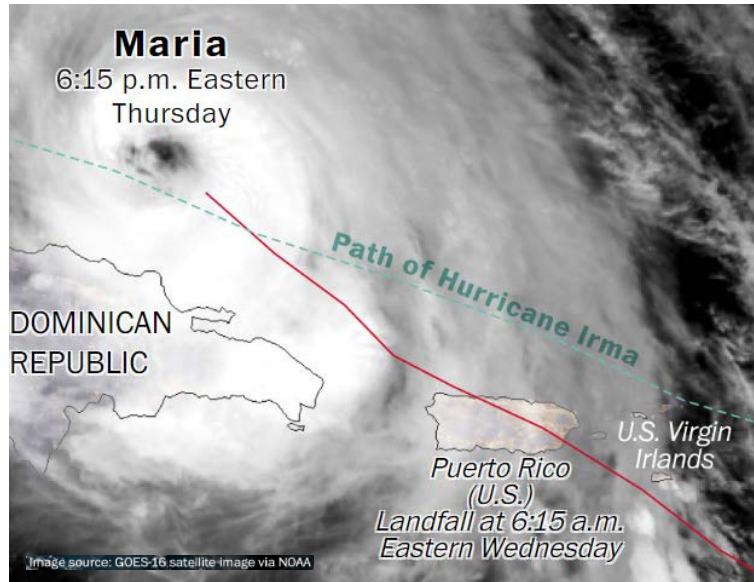 Maria
6:15 p.m. Eastern
Thursday
Path of Hurricane Irma
DOMINICAN
REPUBLIC
U.S. Virgin
Irlands
Puerto Rico
(U.S.)
Landfall at 6:15 a.m.
Eastern Wednesday
Image source: GOES-16 satellite image via NOAA